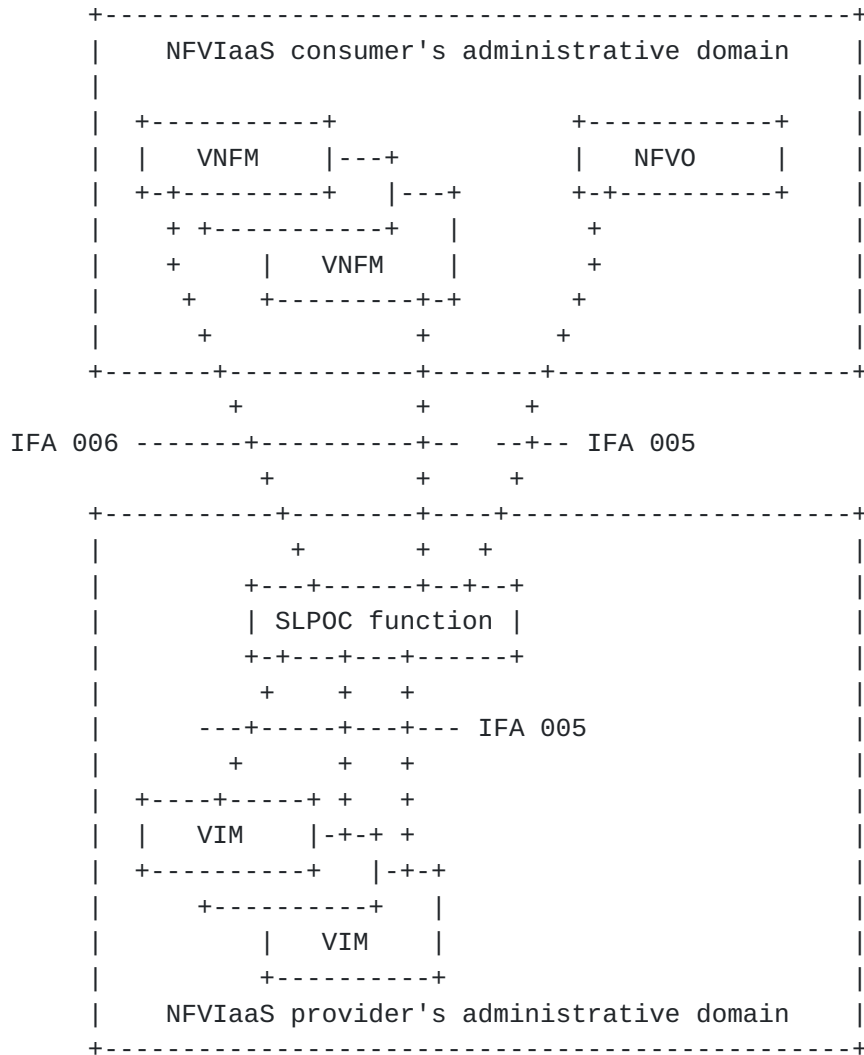 NFVIaaS consumer's administrative domain
VNFM
NFVO
VNFM
IFA 006
IFA 005
SLPOC function
IFA 005
VIM
VIM
NFVIaaS provider's administrative domain